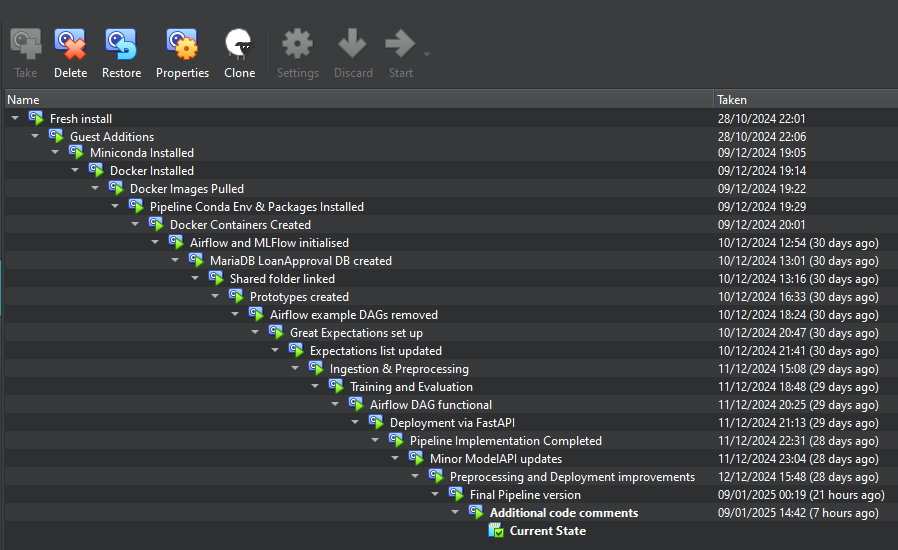 Take Delete Restore Properties Clone Settings Discard Start
Name Taken
Fresh install 28/10/2024 22:01
Guest Additions 28/10/2024 22:06
Miniconda Installed 09/12/2024 19:05
Docker Installed 09/12/2024 19:14
Docker Images Pulled 09/12/2024 19:22
Pipeline Conda Env & Packages Installed 09/12/2024 19:29
Docker Containers Created 09/12/2024 20:01
Airflow and MLFlow initialised 10/12/2024 12:54 (30 days ago)
MariaDB LoanApproval DB created 10/12/2024 13:01 (30 days ago)
Shared folder linked 10/12/2024 13:16 (30 days ago)
Prototypes created 10/12/2024 16:33 (30 days ago)
Airflow example DAGs removed 10/12/2024 18:24 (30 days ago)
Great Expectations set up 10/12/2024 20:47 (30 days ago)
Expectations list updated 10/12/2024 21:41 (30 days ago)
Ingestion & Preprocessing 11/12/2024 15:08 (29 days ago)
Training and Evaluation 11/12/2024 18:48 (29 days ago)
Airflow DAG functional 11/12/2024 20:25 (29 days ago)
Deployment via FastAPI 11/12/2024 21:13 (29 days ago)
Pipeline Implementation Completed 11/12/2024 22:31 (28 days ago)
Minor ModelAPI updates 11/12/2024 23:04 (28 days ago)
Preprocessing and Deployment improvements 12/12/2024 15:48 (28 days ago)
Final Pipeline version 09/01/2025 00:19 (21 hours ago)
Additional code comments 09/01/2025 14:42 (7 hours ago)
Current State